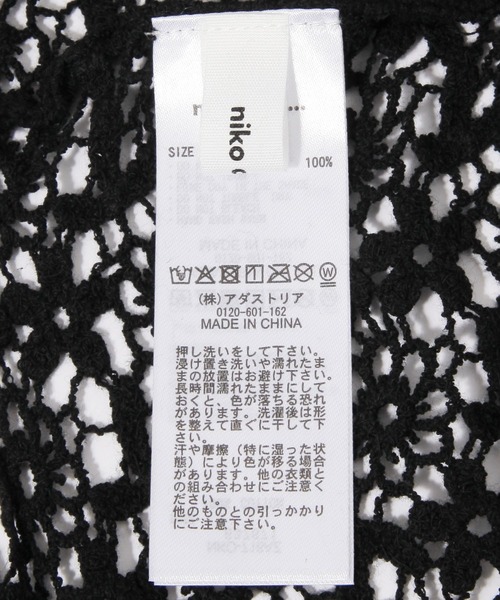 niko
SIZE
100%
(株)アダストリア
0120-601-162
MADE IN CHINA
押し洗いをして下さい。
浸け置き洗いや濡れたま
まの放置はお避け下さい。
長時間濡れたままにして
おくと、色が落ちる恐れ
があります。洗濯後は形
を整えて直ぐに干して下
さい。
汗や摩擦（特に湿った状
態）により色が移る場合
があります。他の衣類と
の組み合わせにご注意く
ださい。
他のものとの引っかかり
にご注意下さい。